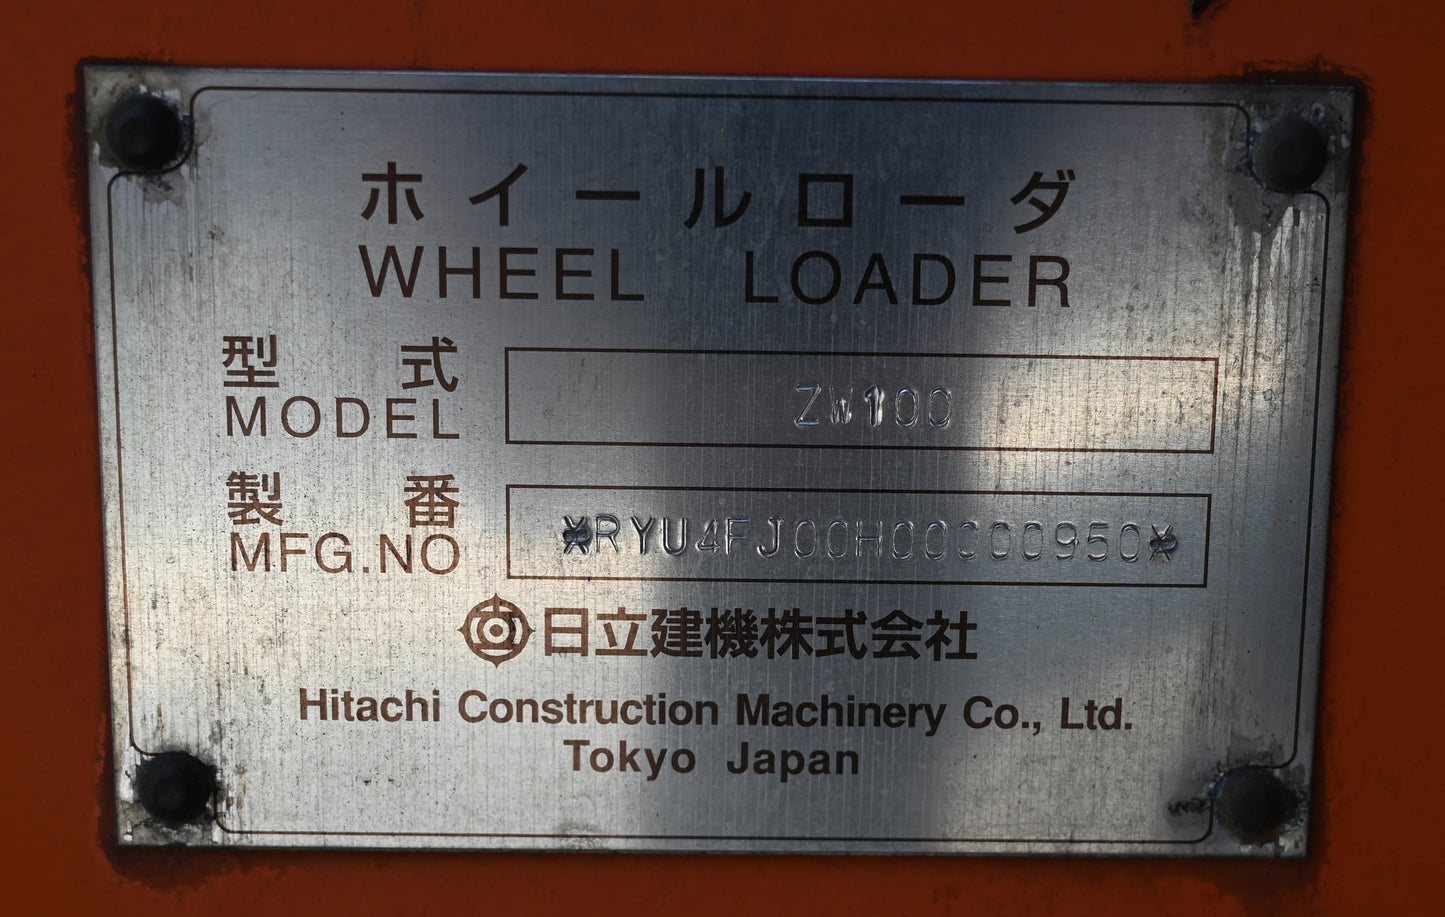 ホイールローダ
WHEEL LOADER
型式
MODEL ZW100
製番
MFG.NO *RYU4FJ00H00000950*
日立建機株式会社
Hitachi Construction Machinery Co., Ltd.
Tokyo Japan